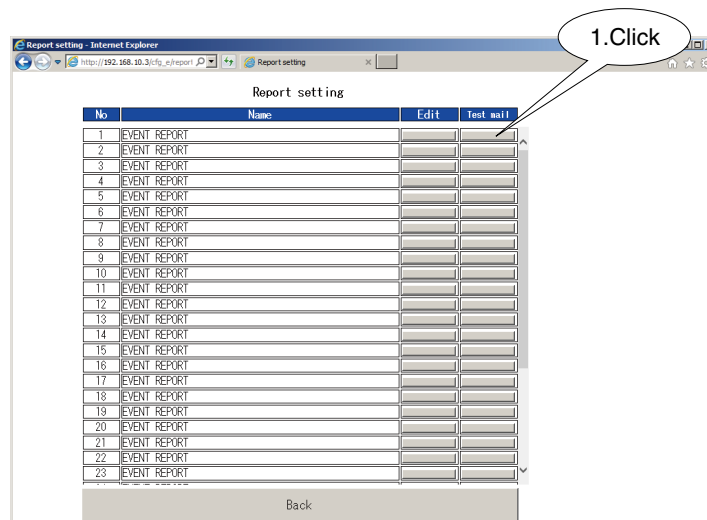 1.Click
Report setting - Internet Explorer
http://192.168.10.3/cfg_e/report
Report setting
Report setting
No Name Edit Test mail
1 EVENT REPORT
2 EVENT REPORT
3 EVENT REPORT
4 EVENT REPORT
5 EVENT REPORT
6 EVENT REPORT
7 EVENT REPORT
8 EVENT REPORT
9 EVENT REPORT
10 EVENT REPORT
11 EVENT REPORT
12 EVENT REPORT
13 EVENT REPORT
14 EVENT REPORT
15 EVENT REPORT
16 EVENT REPORT
17 EVENT REPORT
18 EVENT REPORT
19 EVENT REPORT
20 EVENT REPORT
21 EVENT REPORT
22 EVENT REPORT
23 EVENT REPORT
Back